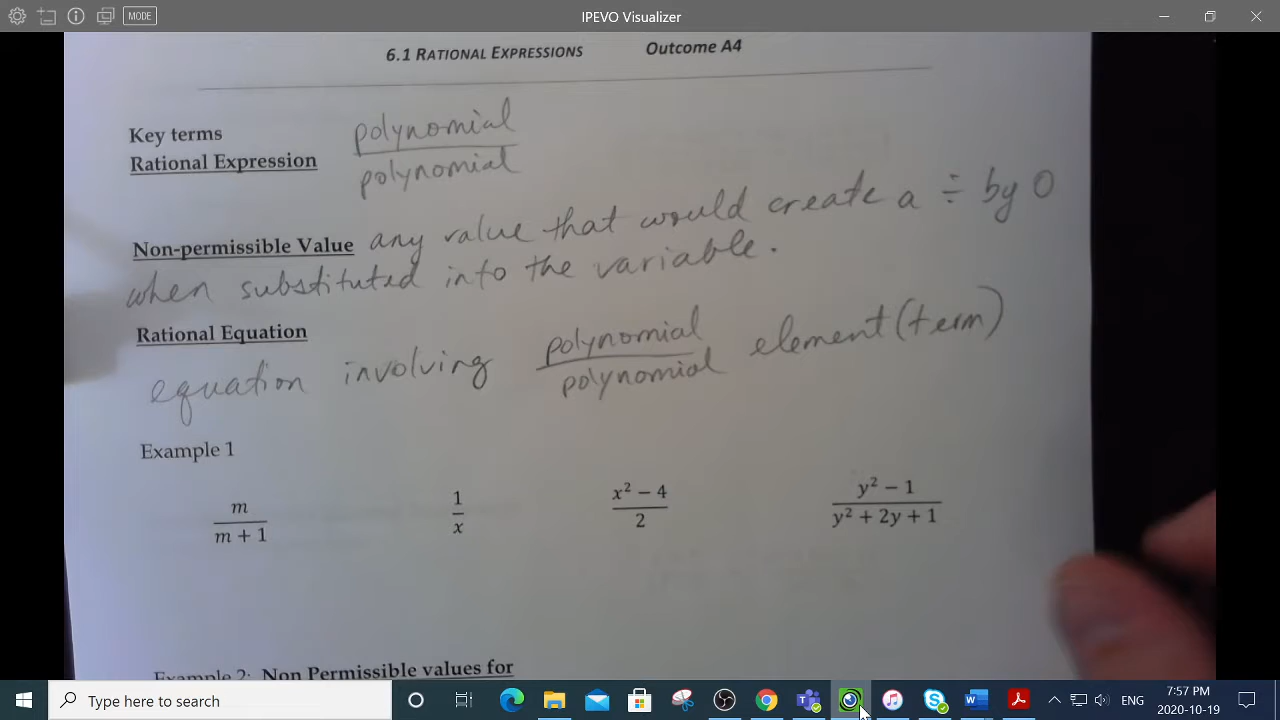 IPEVO Visualizer
MODE
6.1 RATIONAL EXPRESSIONS Outcome A4
Key terms
Rational Expression polynomial
polynomial
Non-permissible Value any value that would create a ÷ by 0
when substituted into the variable.
Rational Equation
equation involving polynomial / polynomial element (term)
Example 1
m / m + 1 1 / x x² − 4 / 2 y² − 1 / y² + 2y + 1
Example 2: Non Permissible values for
Type here to search
ENG
7:57 PM
2020-10-19